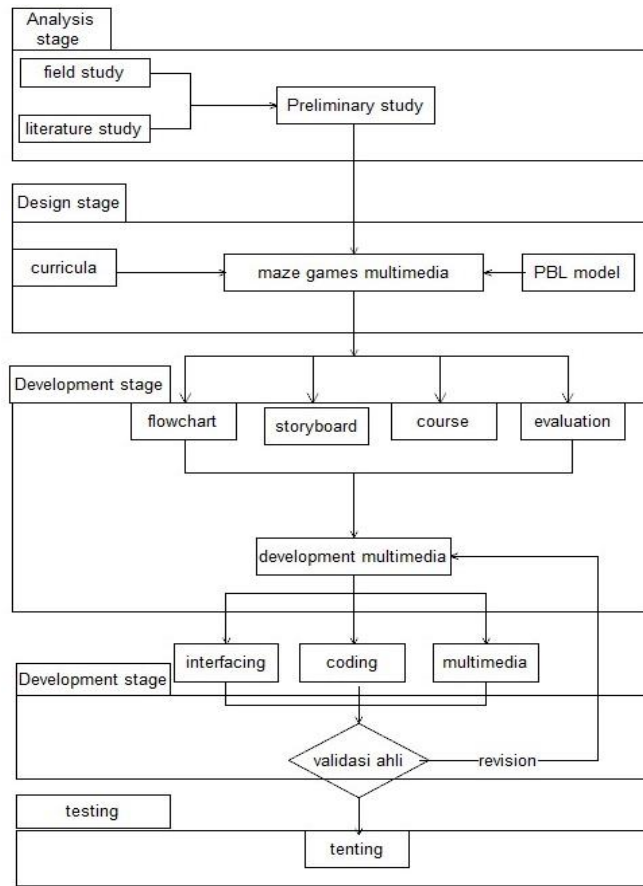 Analysis
stage
field study
literature study
Preliminary study
Design stage
curricula
maze games multimedia
PBL model
Development stage
flowchart
storyboard
course
evaluation
development multimedia
interfacing
coding
multimedia
Development stage
validasi ahli
revision
testing
tenting